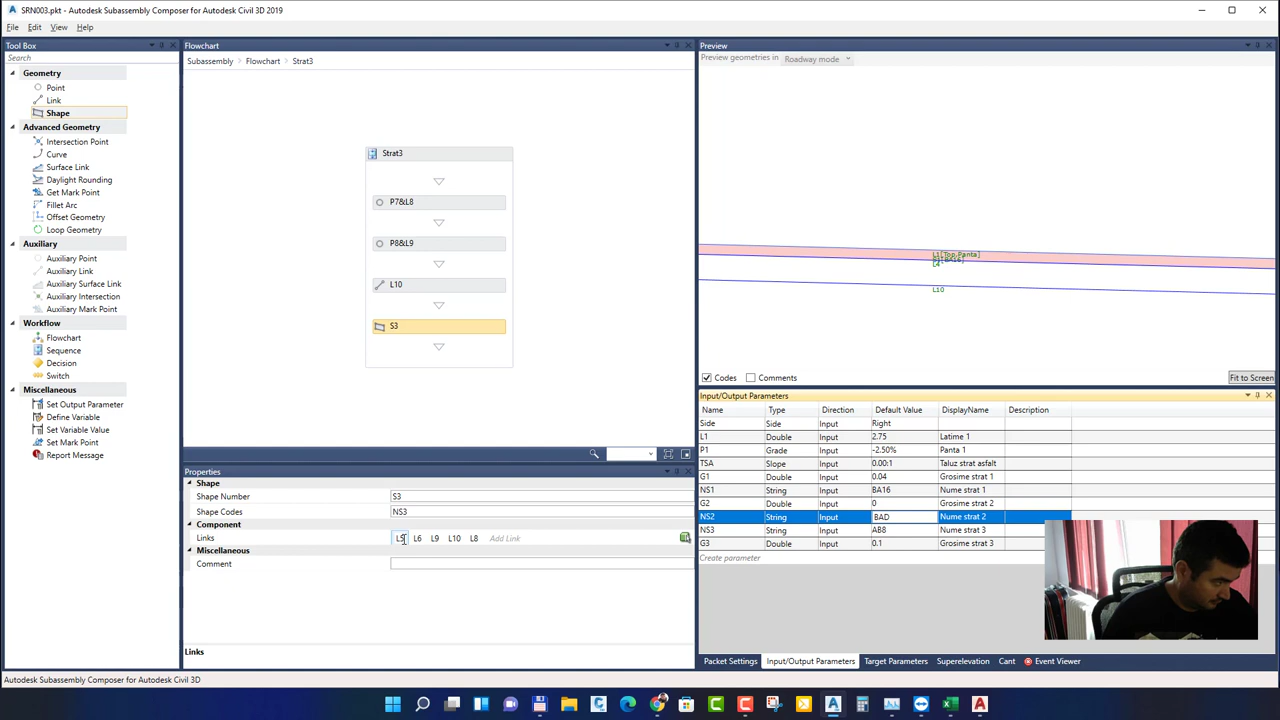 SRN003.pkt - Autodesk Subassembly Composer for Autodesk Civil 3D 2019
File Edit View Help
Tool Box
Search
Geometry
Point
Link
Shape
Advanced Geometry
Intersection Point
Curve
Surface Link
Daylight Rounding
Get Mark Point
Fillet Arc
Offset Geometry
Loop Geometry
Auxiliary
Auxiliary Point
Auxiliary Link
Auxiliary Surface Link
Auxiliary Intersection
Auxiliary Mark Point
Workflow
Flowchart
Sequence
Decision
Switch
Miscellaneous
Set Output Parameter
Define Variable
Set Variable Value
Set Mark Point
Report Message
Flowchart
Subassembly > Flowchart > Strat3
Strat3
P7&L8
P8&L9
L10
S3
Properties
Shape
Shape Number S3
Shape Codes NS3
Component
Links L5 L6 L9 L10 L8 Add Link
Miscellaneous
Comment
Links
Preview
Preview geometries in Roadway mode
L1[Top,Panta]
L4
L10
Codes Comments Fit to Screen
Input/Output Parameters
Name Type Direction Default Value DisplayName Description
Side Side Input Right
L1 Double Input 2.75 Latime 1
P1 Grade Input -2.50% Panta 1
TSA Slope Input 0.00:1 Taluz strat asfalt
G1 Double Input 0.04 Grosime strat 1
NS1 String Input BA16 Nume strat 1
G2 Double Input 0 Grosime strat 2
NS2 String Input BAD Nume strat 2
NS3 String Input AB8 Nume strat 3
G3 Double Input 0.1 Grosime strat 3
Create parameter
Packet Settings Input/Output Parameters Target Parameters Superelevation Cant Event Viewer
Autodesk Subassembly Composer for Autodesk Civil 3D 2019